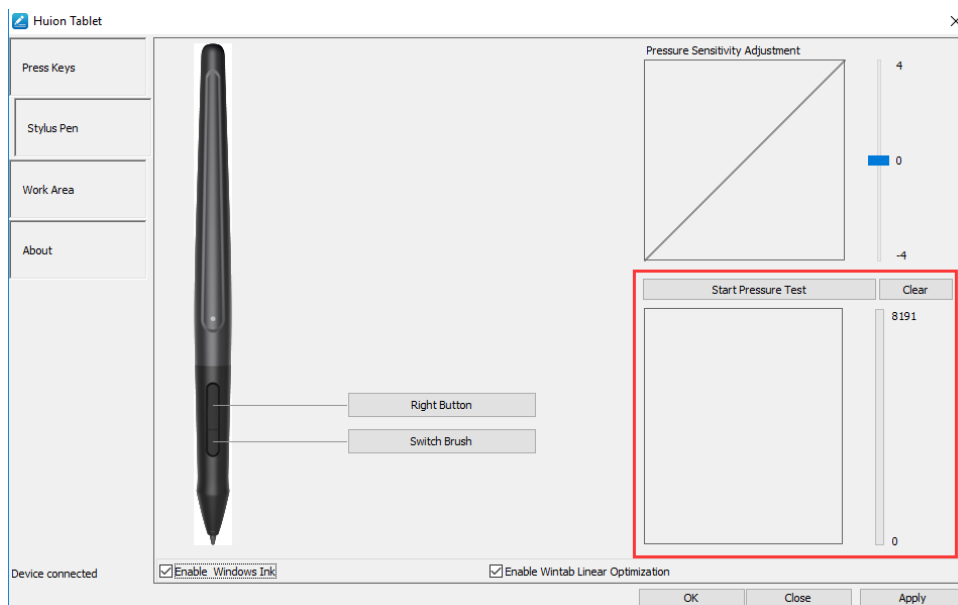 Huion Tablet
Press Keys
Stylus Pen
Work Area
About
Device connected
Right Button
Switch Brush
Pressure Sensitivity Adjustment
4
0
-4
Start Pressure Test
Clear
8191
0
Enable Windows Ink
Enable Wintab Linear Optimization
OK
Close
Apply